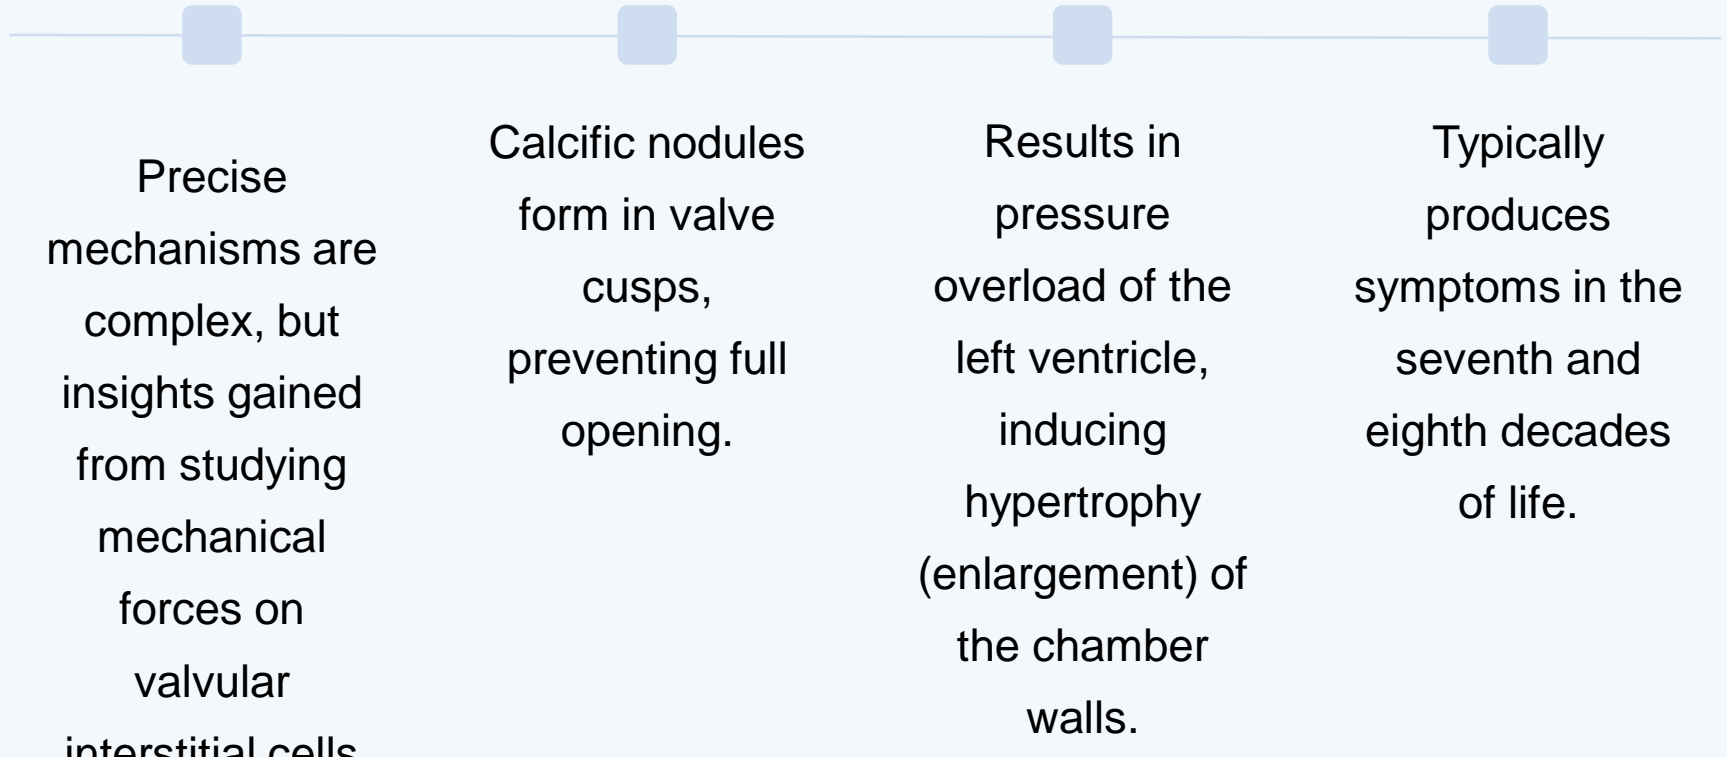 Precise
mechanisms are
complex, but
insights gained
from studying
mechanical
forces on
valvular
interstitial cells
Calcific nodules
form in valve
cusps,
preventing full
opening.
Results in
pressure
overload of the
left ventricle,
inducing
hypertrophy
(enlargement) of
the chamber
walls.
Typically
produces
symptoms in the
seventh and
eighth decades
of life.